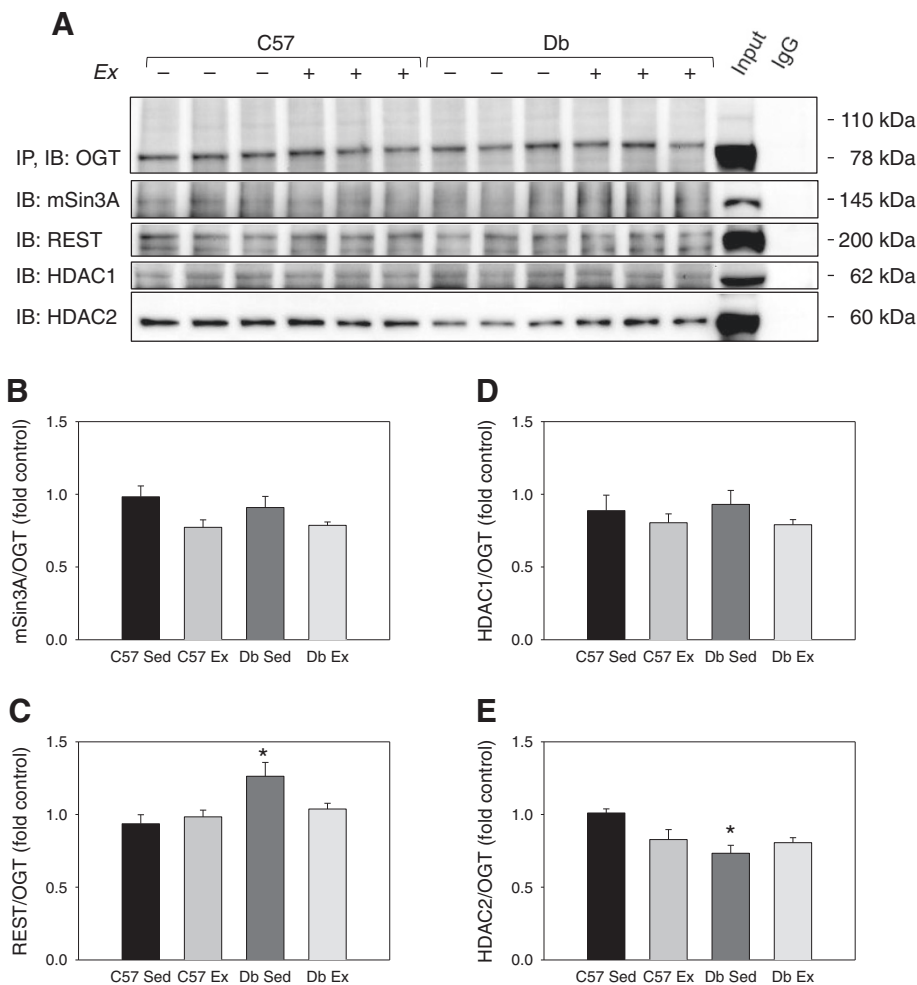 A
C57 Db Input IgG
Ex − − − + + + − − − + + +
- 110 kDa
IP, IB: OGT - 78 kDa
IB: mSin3A - 145 kDa
IB: REST - 200 kDa
IB: HDAC1 - 62 kDa
IB: HDAC2 - 60 kDa
B
mSin3A/OGT (fold control)
1.5
1.0
0.5
0.0
C57 Sed C57 Ex Db Sed Db Ex
D
HDAC1/OGT (fold control)
1.5
1.0
0.5
0.0
C57 Sed C57 Ex Db Sed Db Ex
C
REST/OGT (fold control)
1.5
*
1.0
0.5
0.0
C57 Sed C57 Ex Db Sed Db Ex
E
HDAC2/OGT (fold control)
1.5
*
1.0
0.5
0.0
C57 Sed C57 Ex Db Sed Db Ex